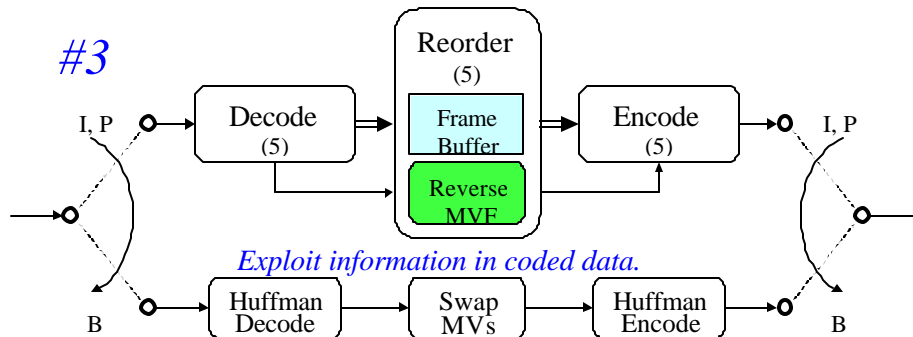 #3
I, P
Decode
(5)
Reorder
(5)
Frame
Buffer
Reverse
MVF
Encode
(5)
I, P
Exploit information in coded data.
B
Huffman
Decode
Swap
MVs
Huffman
Encode
B